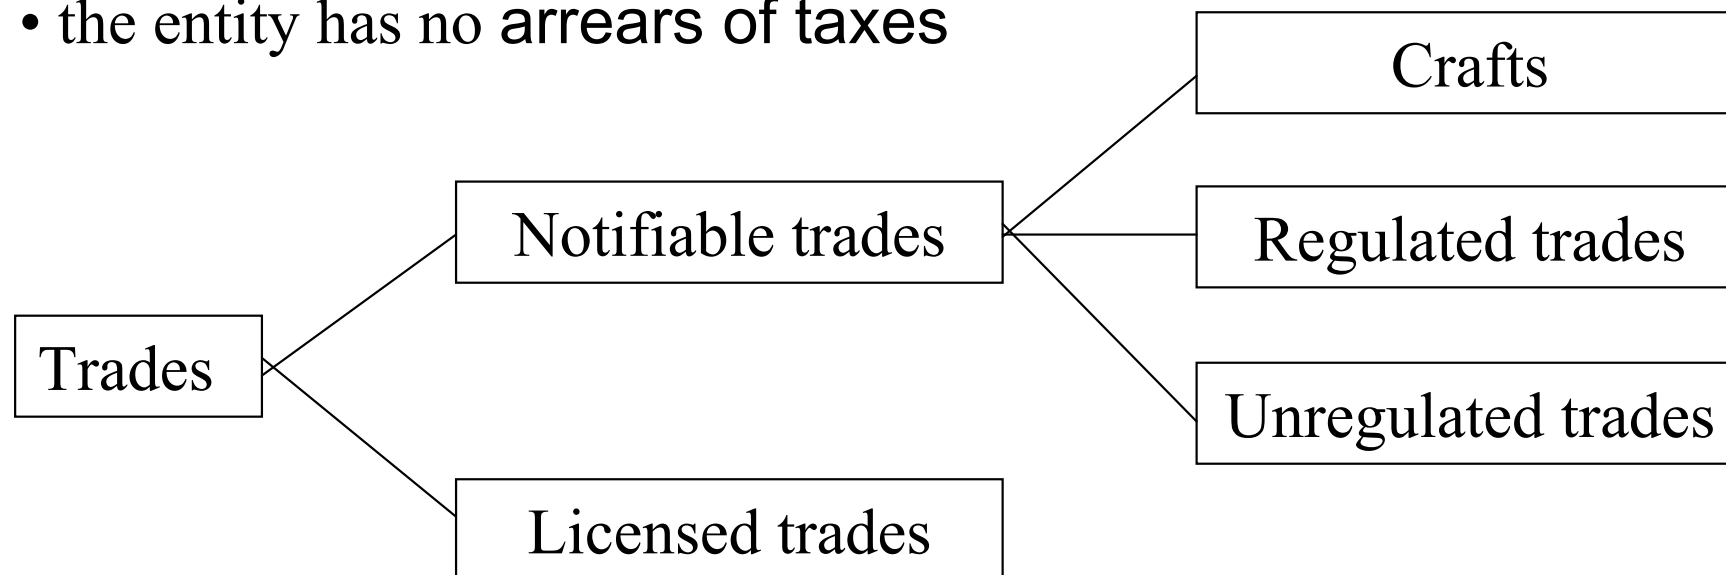 • the entity has no arrears of taxes
Crafts
Notifiable trades
Regulated trades
Trades
Unregulated trades
Licensed trades